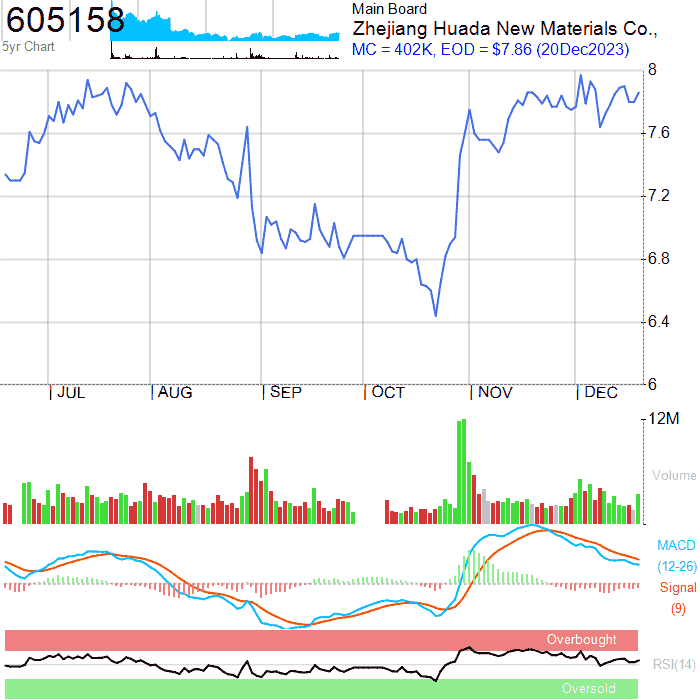 605158
5yr Chart
Main Board
Zhejiang Huada New Materials Co.,
MC = 402K, EOD = $7.86 (20Dec2023)
8
7.6
7.2
6.8
6.4
6
JUL AUG SEP OCT NOV DEC
12M
Volume
MACD
(12-26)
Signal
(9)
Overbought
RSI(14)
Oversold